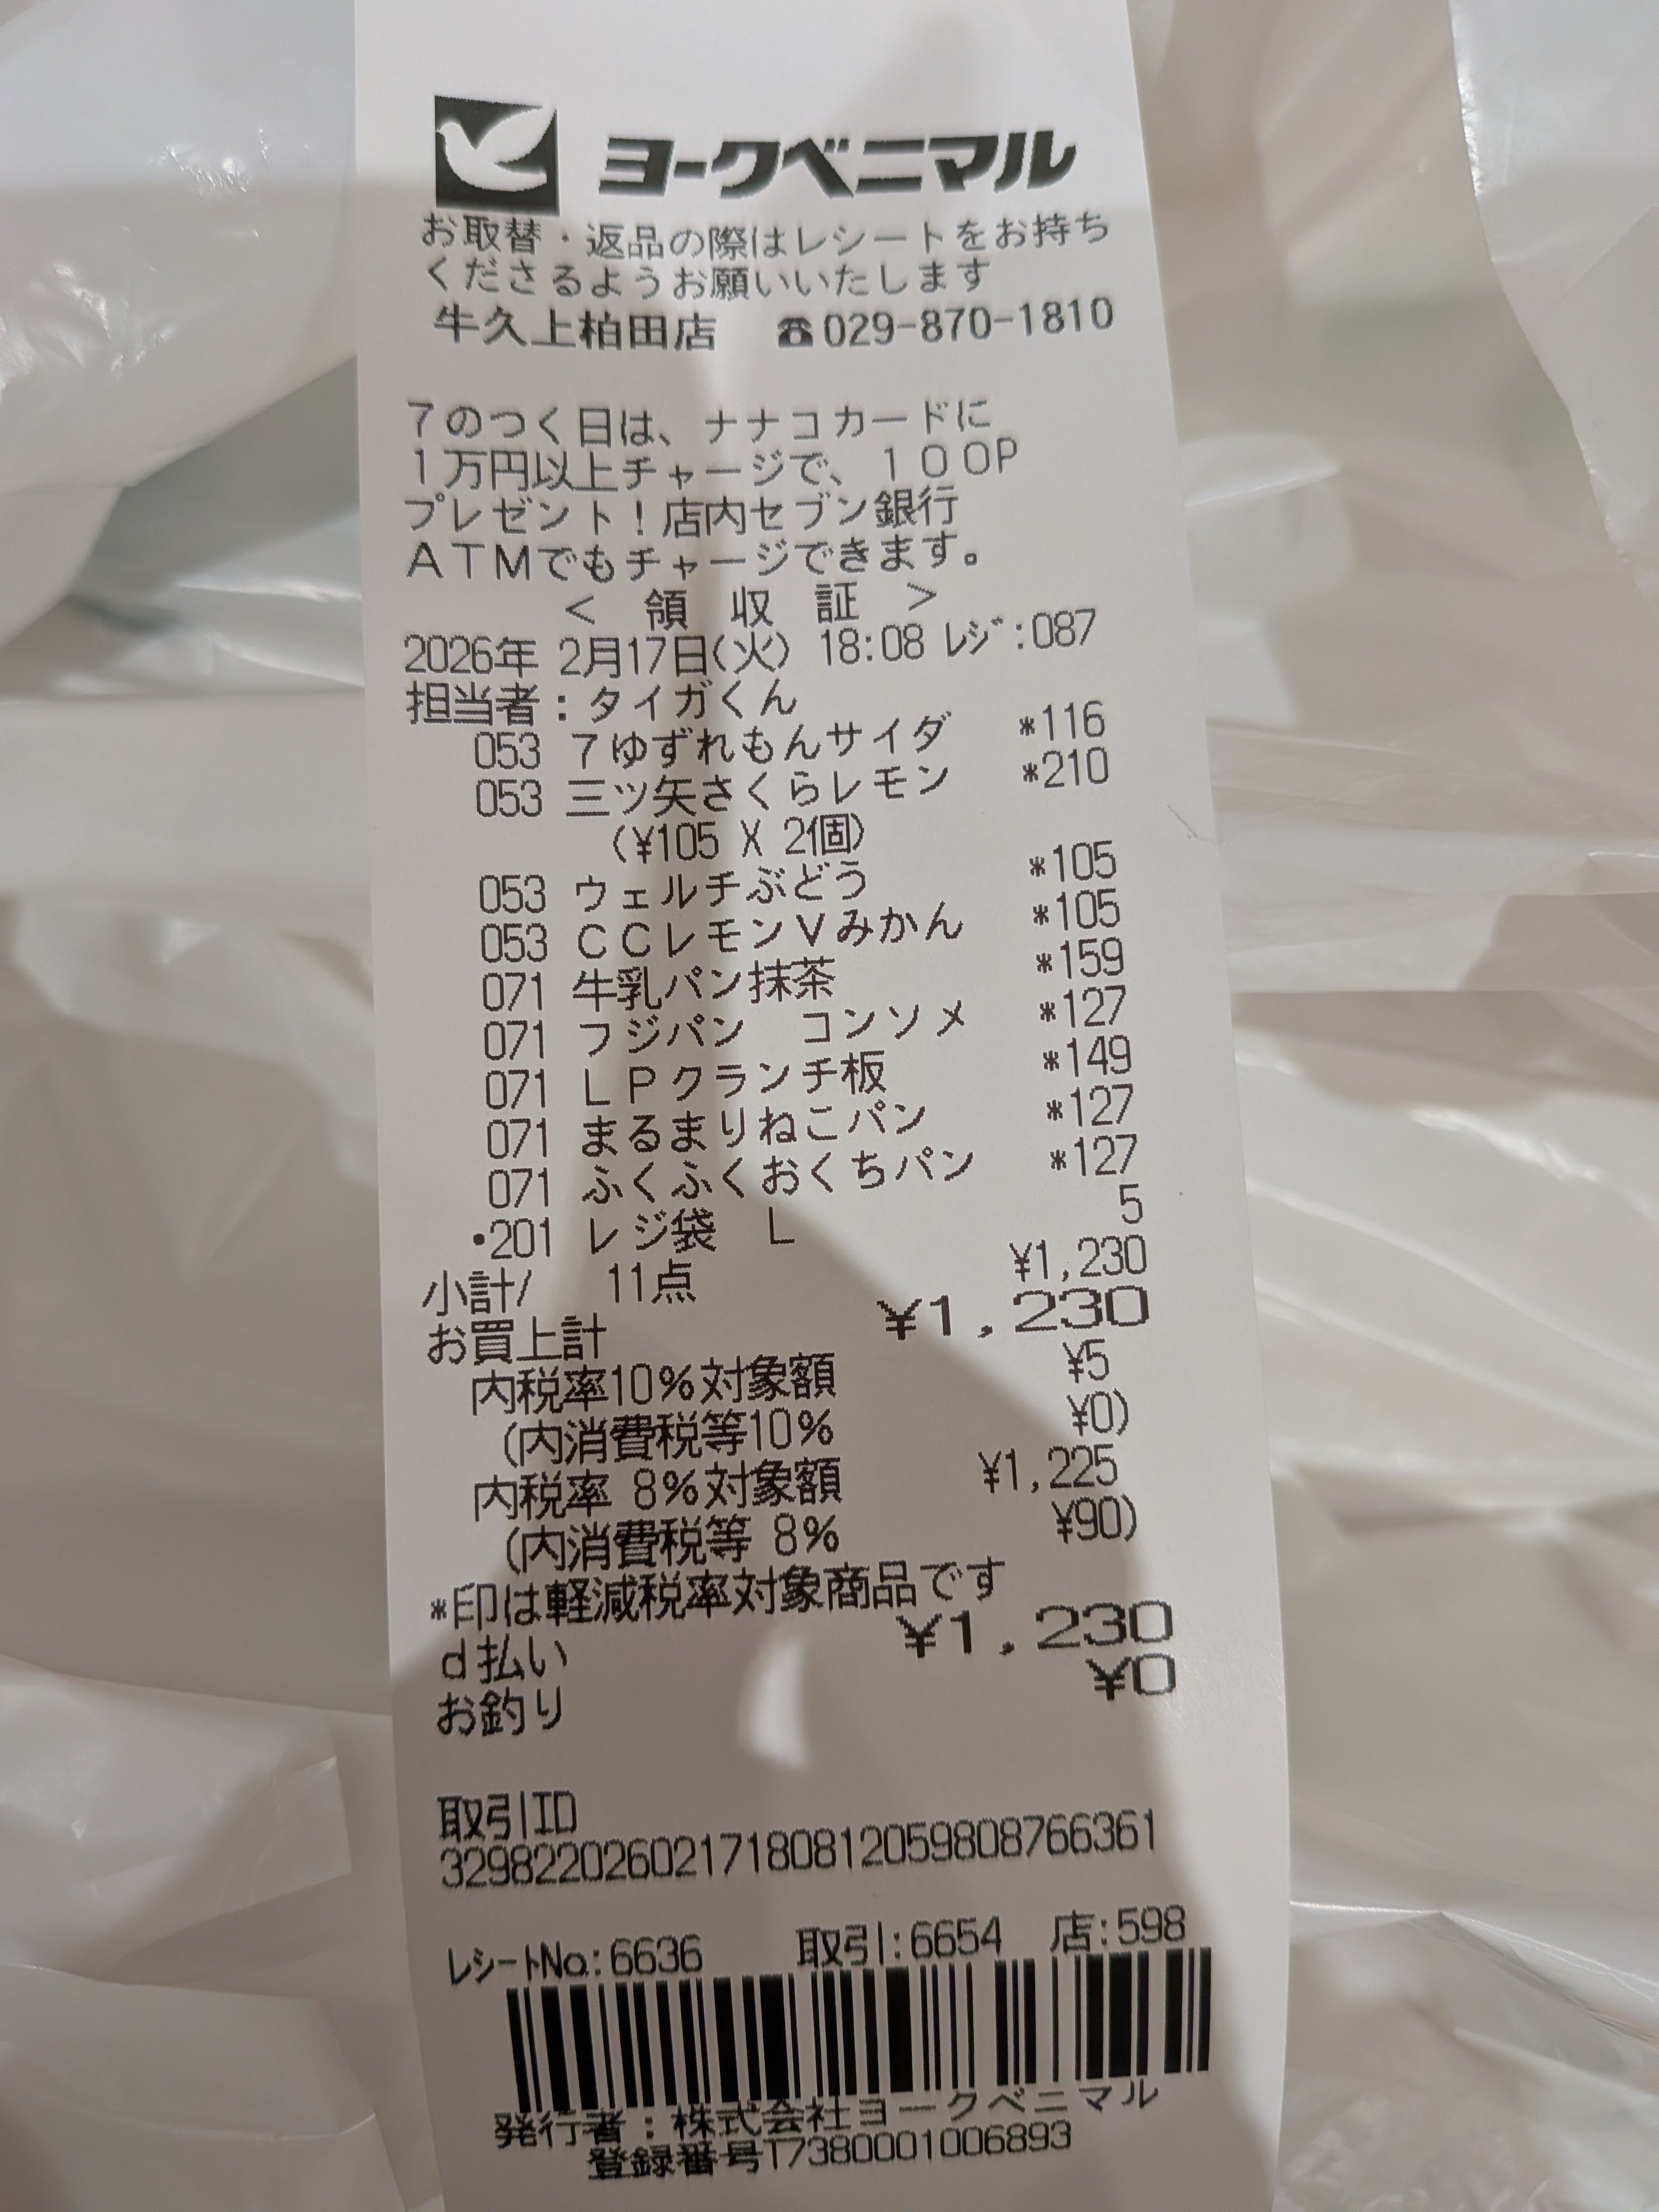 ヨークベニマル
お取替・返品の際はレシートをお持ち
くださるようお願いいたします
牛久上柏田店 ☎029-870-1810
7のつく日は、ナナコカードに
1万円以上チャージで、100P
プレゼント!店内セブン銀行
ATMでもチャージできます。
< 領 収 証 >
2026年 2月17日(火) 18:08 ﾚｼﾞ:087
担当者:タイガくん
053 7ゆずれもんサイダ *116
053 三ツ矢さくらレモン *210
(¥105 X 2個)
053 ウェルチぶどう *105
053 CCレモンVみかん *105
071 牛乳パン抹茶 *159
071 フジパン コンソメ *127
071 LPクランチ板 *149
071 まるまりねこパン *127
071 ふくふくおくちパン *127
•201 レジ袋 L 5
小計/ 11点 ¥1,230
お買上計 ¥1,230
内税率10%対象額 ¥5
(内消費税等10% ¥0)
内税率 8%対象額 ¥1,225
(内消費税等 8% ¥90)
*印は軽減税率対象商品です
d払い ¥1,230
お釣り ¥0
取引ID
3298220260217180812059808766361
ﾚｼｰﾄNo:6636 取引:6654 店:598
発行者:株式会社ヨークベニマル
登録番号T7380001006893